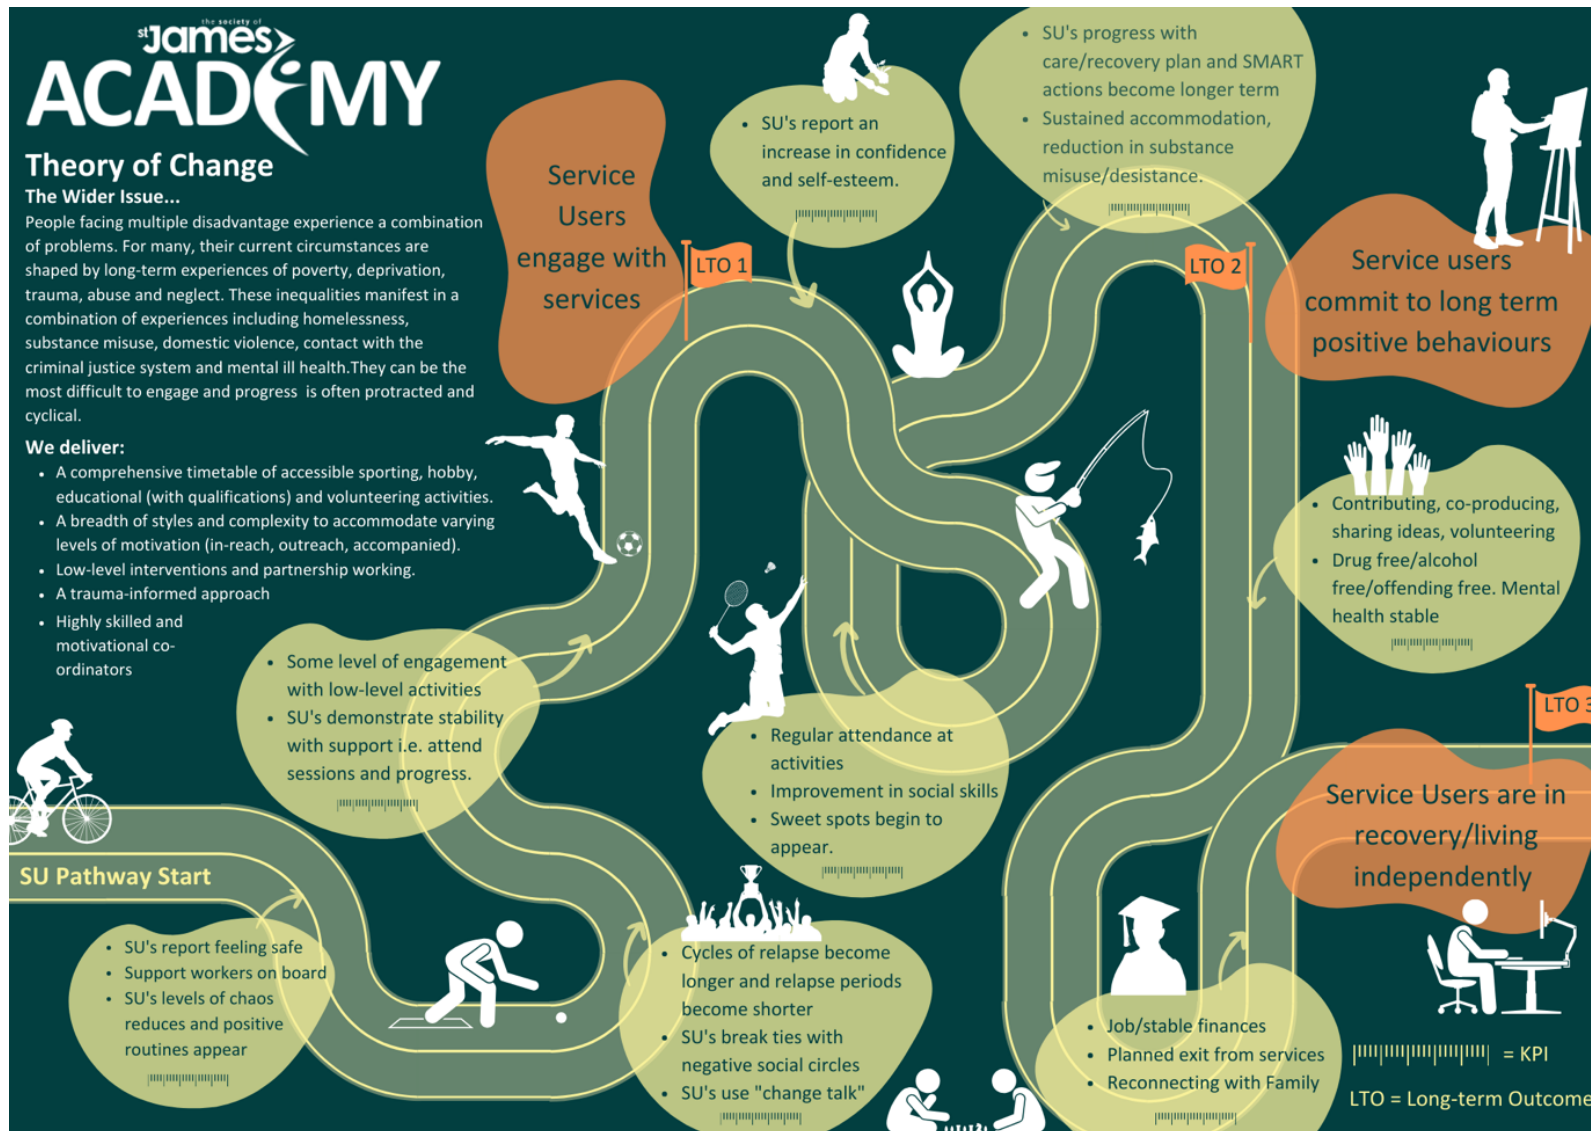 the society of
st James
ACADEMY
Theory of Change
The Wider Issue...
People facing multiple disadvantage experience a combination
of problems. For many, their current circumstances are
shaped by long-term experiences of poverty, deprivation,
trauma, abuse and neglect. These inequalities manifest in a
combination of experiences including homelessness,
substance misuse, domestic violence, contact with the
criminal justice system and mental ill health.They can be the
most difficult to engage and progress is often protracted and
cyclical.
We deliver:
• A comprehensive timetable of accessible sporting, hobby,
educational (with qualifications) and volunteering activities.
• A breadth of styles and complexity to accommodate varying
levels of motivation (in-reach, outreach, accompanied).
• Low-level interventions and partnership working.
• A trauma-informed approach
• Highly skilled and
motivational co-
ordinators
SU Pathway Start
• SU's report feeling safe
• Support workers on board
• SU's levels of chaos
reduces and positive
routines appear
• Cycles of relapse become
longer and relapse periods
become shorter
• SU's break ties with
negative social circles
• SU's use "change talk"
• Some level of engagement
with low-level activities
• SU's demonstrate stability
with support i.e. attend
sessions and progress.
Service
Users
engage with
services
LTO 1
• SU's report an
increase in confidence
and self-esteem.
• Regular attendance at
activities
• Improvement in social skills
• Sweet spots begin to
appear.
• SU's progress with
care/recovery plan and SMART
actions become longer term
• Sustained accommodation,
reduction in substance
misuse/desistance.
LTO 2
Service users
commit to long term
positive behaviours
• Contributing, co-producing,
sharing ideas, volunteering
• Drug free/alcohol
free/offending free. Mental
health stable
• Job/stable finances
• Planned exit from services
• Reconnecting with Family
LTO 3
Service Users are in
recovery/living
independently
= KPI
LTO = Long-term Outcome